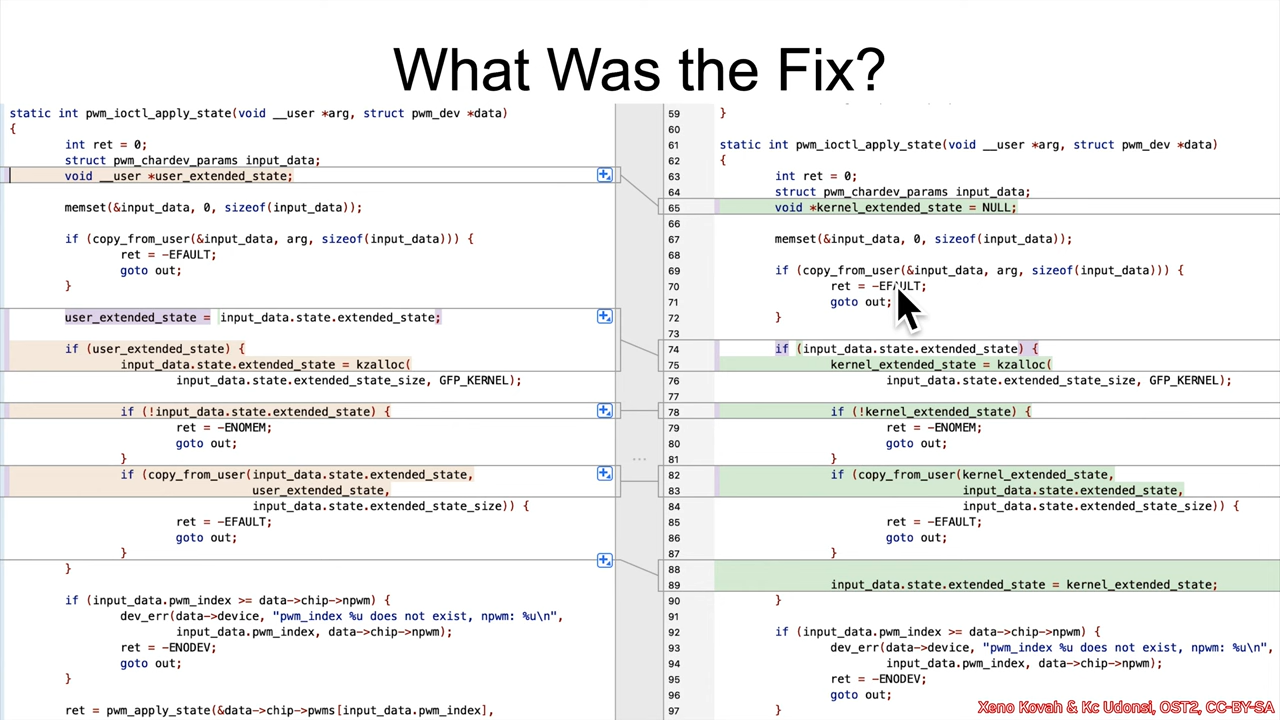 What Was the Fix?
static int pwm_ioctl_apply_state(void __user *arg, struct pwm_dev *data)
{
int ret = 0;
struct pwm_chardev_params input_data;
void __user *user_extended_state;
memset(&input_data, 0, sizeof(input_data));
if (copy_from_user(&input_data, arg, sizeof(input_data))) {
ret = -EFAULT;
goto out;
}
user_extended_state = input_data.state.extended_state;
if (user_extended_state) {
input_data.state.extended_state = kzalloc(
input_data.state.extended_state_size, GFP_KERNEL);
if (!input_data.state.extended_state) {
ret = -ENOMEM;
goto out;
}
if (copy_from_user(input_data.state.extended_state,
user_extended_state,
input_data.state.extended_state_size)) {
ret = -EFAULT;
goto out;
}
}
if (input_data.pwm_index >= data->chip->npwm) {
dev_err(data->device, "pwm_index %u does not exist, npwm: %u\n",
input_data.pwm_index, data->chip->npwm);
ret = -ENODEV;
goto out;
}
ret = pwm_apply_state(&data->chip->pwms[input_data.pwm_index],
59 }
60
61 static int pwm_ioctl_apply_state(void __user *arg, struct pwm_dev *data)
62 {
63 int ret = 0;
64 struct pwm_chardev_params input_data;
65 void *kernel_extended_state = NULL;
66
67 memset(&input_data, 0, sizeof(input_data));
68
69 if (copy_from_user(&input_data, arg, sizeof(input_data))) {
70 ret = -EFAULT;
71 goto out;
72 }
73
74 if (input_data.state.extended_state) {
75 kernel_extended_state = kzalloc(
76 input_data.state.extended_state_size, GFP_KERNEL);
77
78 if (!kernel_extended_state) {
79 ret = -ENOMEM;
80 goto out;
81 }
82 if (copy_from_user(kernel_extended_state,
83 input_data.state.extended_state,
84 input_data.state.extended_state_size)) {
85 ret = -EFAULT;
86 goto out;
87 }
88
89 input_data.state.extended_state = kernel_extended_state;
90 }
91
92 if (input_data.pwm_index >= data->chip->npwm) {
93 dev_err(data->device, "pwm_index %u does not exist, npwm: %u\n",
94 input_data.pwm_index, data->chip->npwm);
95 ret = -ENODEV;
96 goto out;
97 }
Xeno Kovah & Kc Udonsi, OST2, CC-BY-SA